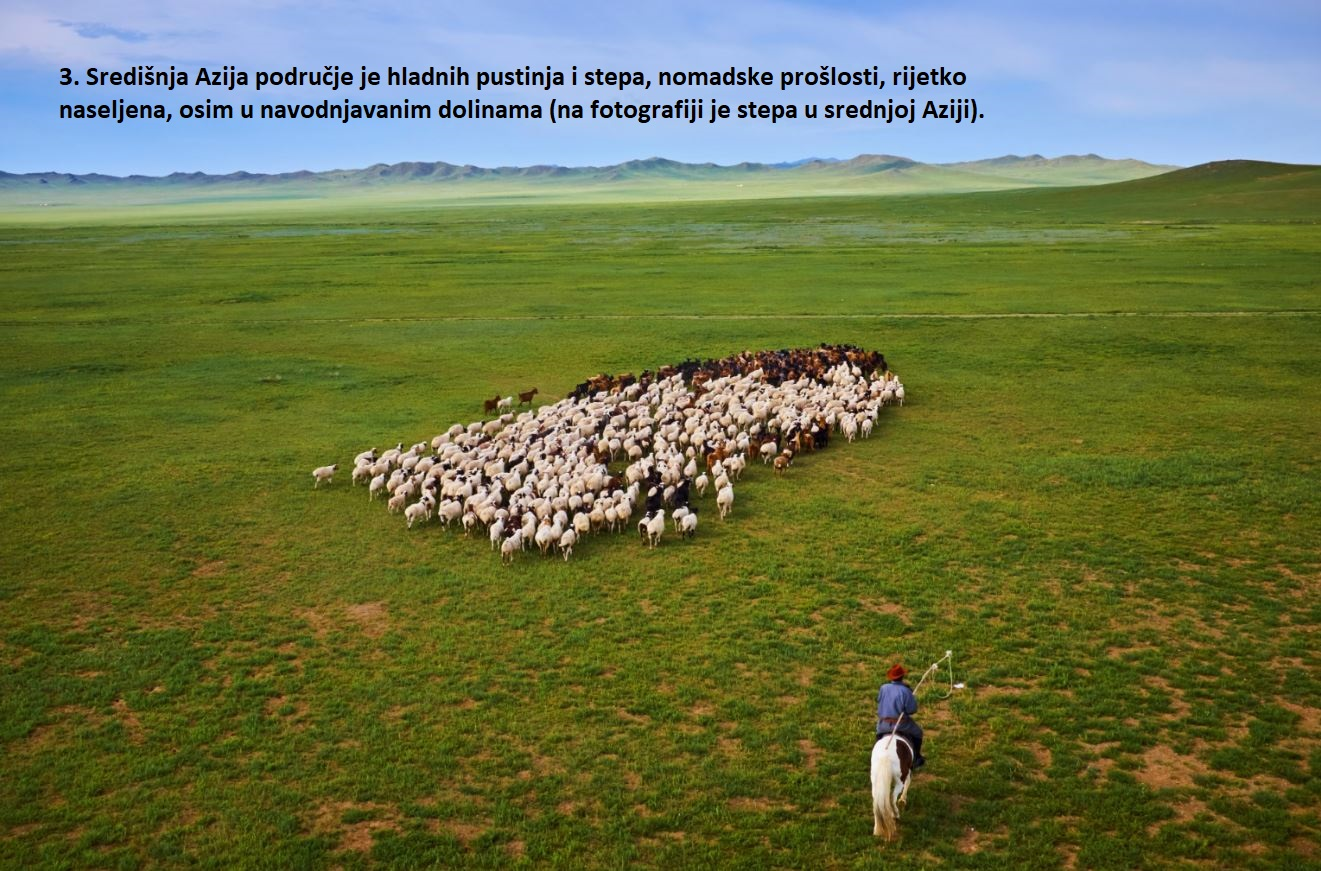 3. Središnja Azija područje je hladnih pustinja i stepa, nomadske prošlosti, rijetko
naseljena, osim u navodnjavanim dolinama (na fotografiji je stepa u srednjoj Aziji).